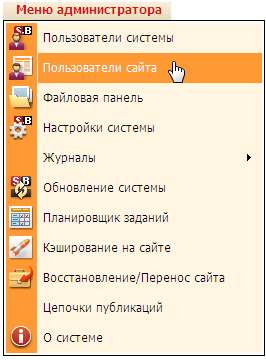 Меню администратора
Пользователи системы
Пользователи сайта
Файловая панель
Настройки системы
Журналы
Обновление системы
Планировщик заданий
Кэширование на сайте
Восстановление/Перенос сайта
Цепочки публикаций
О системе